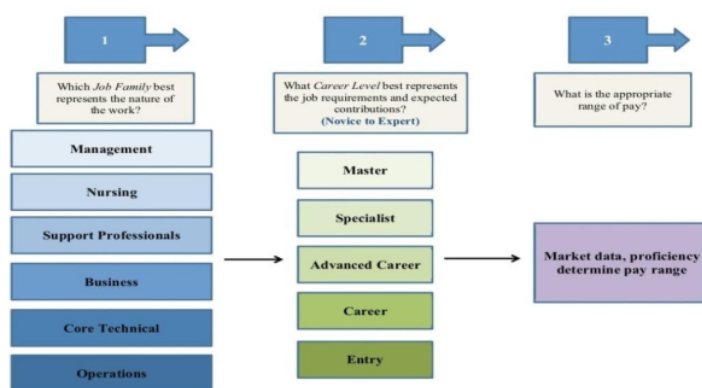 1
2
3
Which Job Family best
represents the nature of
the work?
What Career Level best represents
the job requirements and expected
contributions?
(Novice to Expert)
What is the appropriate
range of pay?
Management
Nursing
Support Professionals
Business
Core Technical
Operations
Master
Specialist
Advanced Career
Career
Entry
Market data, proficiency
determine pay range